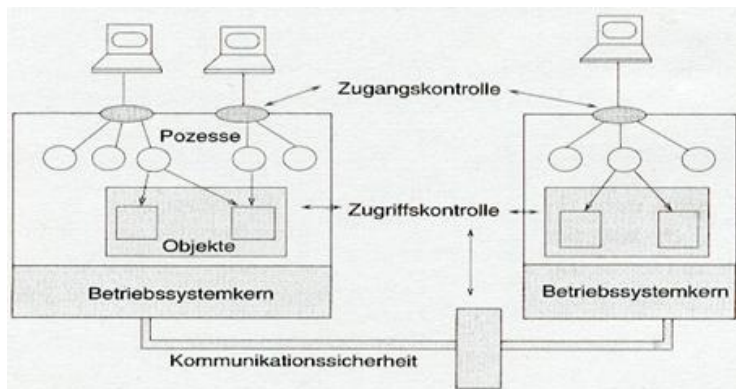 Zugangskontrolle
Pozesse
Zugriffskontrolle
Objekte
Betriebssystemkern
Betriebssystemkern
Kommunikationssicherheit